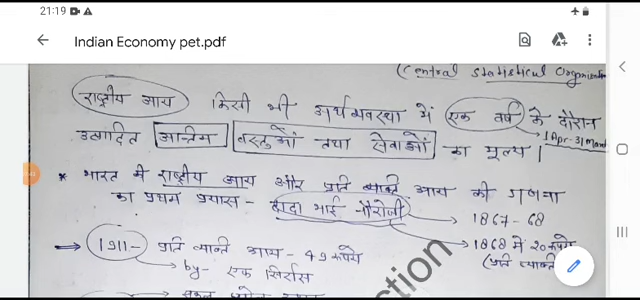 21:19
Indian Economy pet.pdf
(Central Statistical Organisation
राष्ट्रीय आय किसी भी अर्थव्यवस्था में एक वर्ष के दौरान
1 Apr-31 Mar
उत्पादित अन्तिम वस्तुओं तथा सेवाओं का मूल्य।
* भारत में राष्ट्रीय आय और प्रति व्यक्ति आय की गणना
का प्रथम प्रयास - दादा भाई नौरोजी
1867-68
1868 में 20 रूपये
(प्रति व्यक्ति
→ 1911- प्रति व्यक्ति आय - 49 रूपये
by- एफ शिर्रास
ction